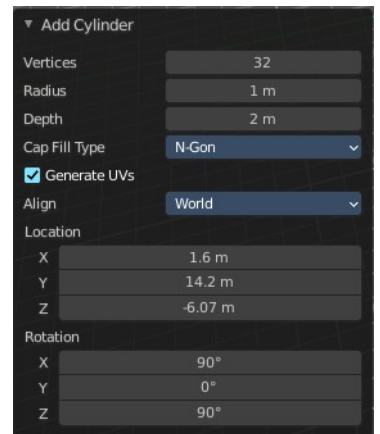 Add Cylinder
Vertices 32
Radius 1 m
Depth 2 m
Cap Fill Type N-Gon
Generate UVs
Align World
Location
X 1.6 m
Y 14.2 m
Z -6.07 m
Rotation
X 90°
Y 0°
Z 90°